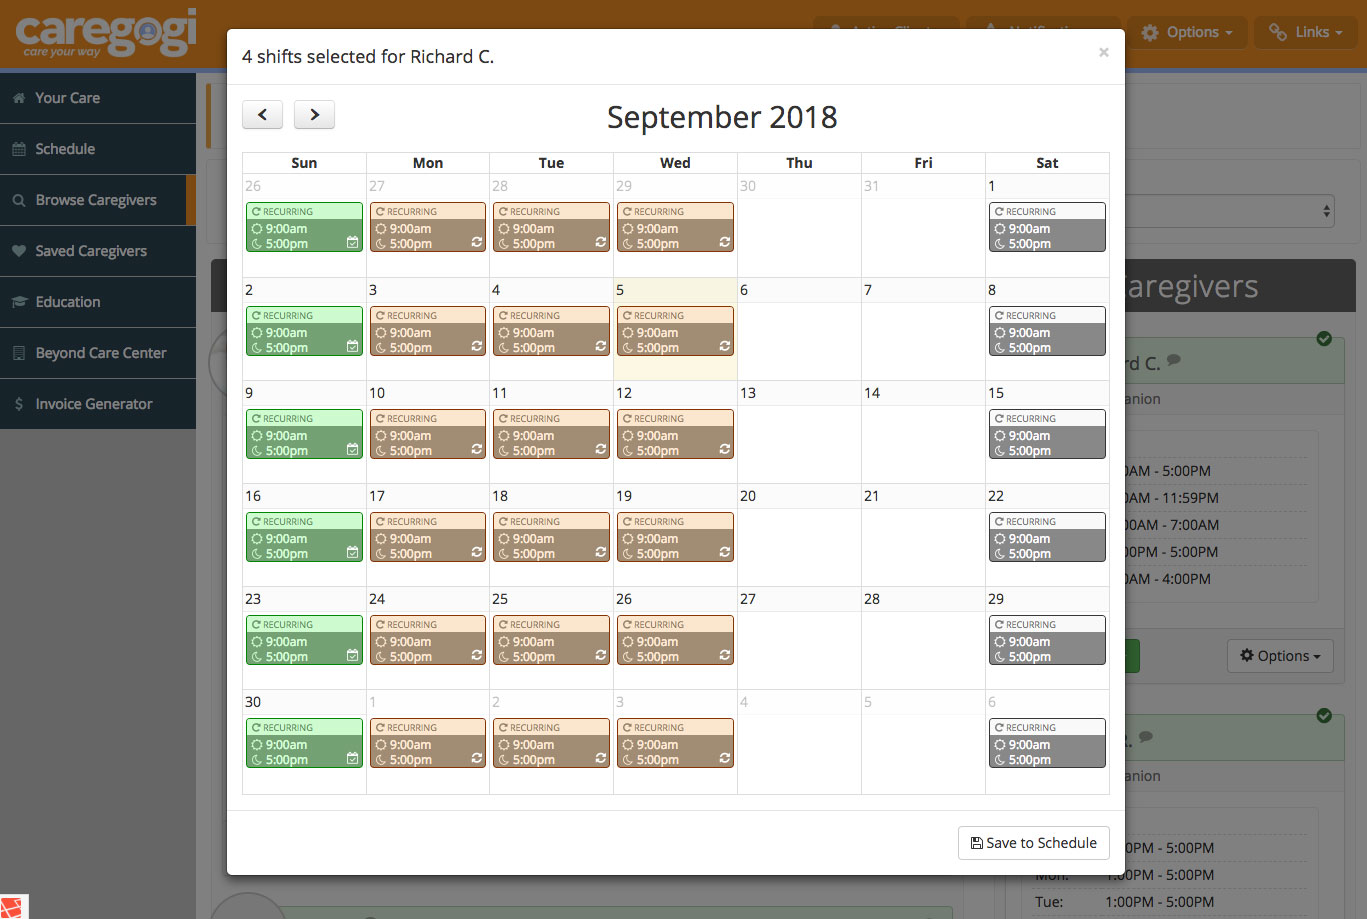 caregogi
care your way
Options
Links
Your Care
Schedule
Browse Caregivers
Saved Caregivers
Education
Beyond Care Center
Invoice Generator
4 shifts selected for Richard C.
×
September 2018
Sun Mon Tue Wed Thu Fri Sat
26 27 28 29 30 31 1
RECURRING RECURRING RECURRING RECURRING RECURRING
9:00am 9:00am 9:00am 9:00am 9:00am
5:00pm 5:00pm 5:00pm 5:00pm 5:00pm
2 3 4 5 6 7 8
RECURRING RECURRING RECURRING RECURRING RECURRING
9:00am 9:00am 9:00am 9:00am 9:00am
5:00pm 5:00pm 5:00pm 5:00pm 5:00pm
9 10 11 12 13 14 15
RECURRING RECURRING RECURRING RECURRING RECURRING
9:00am 9:00am 9:00am 9:00am 9:00am
5:00pm 5:00pm 5:00pm 5:00pm 5:00pm
16 17 18 19 20 21 22
RECURRING RECURRING RECURRING RECURRING RECURRING
9:00am 9:00am 9:00am 9:00am 9:00am
5:00pm 5:00pm 5:00pm 5:00pm 5:00pm
23 24 25 26 27 28 29
RECURRING RECURRING RECURRING RECURRING RECURRING
9:00am 9:00am 9:00am 9:00am 9:00am
5:00pm 5:00pm 5:00pm 5:00pm 5:00pm
30 1 2 3 4 5 6
RECURRING RECURRING RECURRING RECURRING RECURRING
9:00am 9:00am 9:00am 9:00am 9:00am
5:00pm 5:00pm 5:00pm 5:00pm 5:00pm
Save to Schedule
aregivers
rd C.
anion
0AM - 5:00PM
0AM - 11:59PM
00AM - 7:00AM
00PM - 5:00PM
0AM - 4:00PM
Options
anion
0PM - 5:00PM
Mon: 1:00PM - 5:00PM
Tue: 1:00PM - 5:00PM